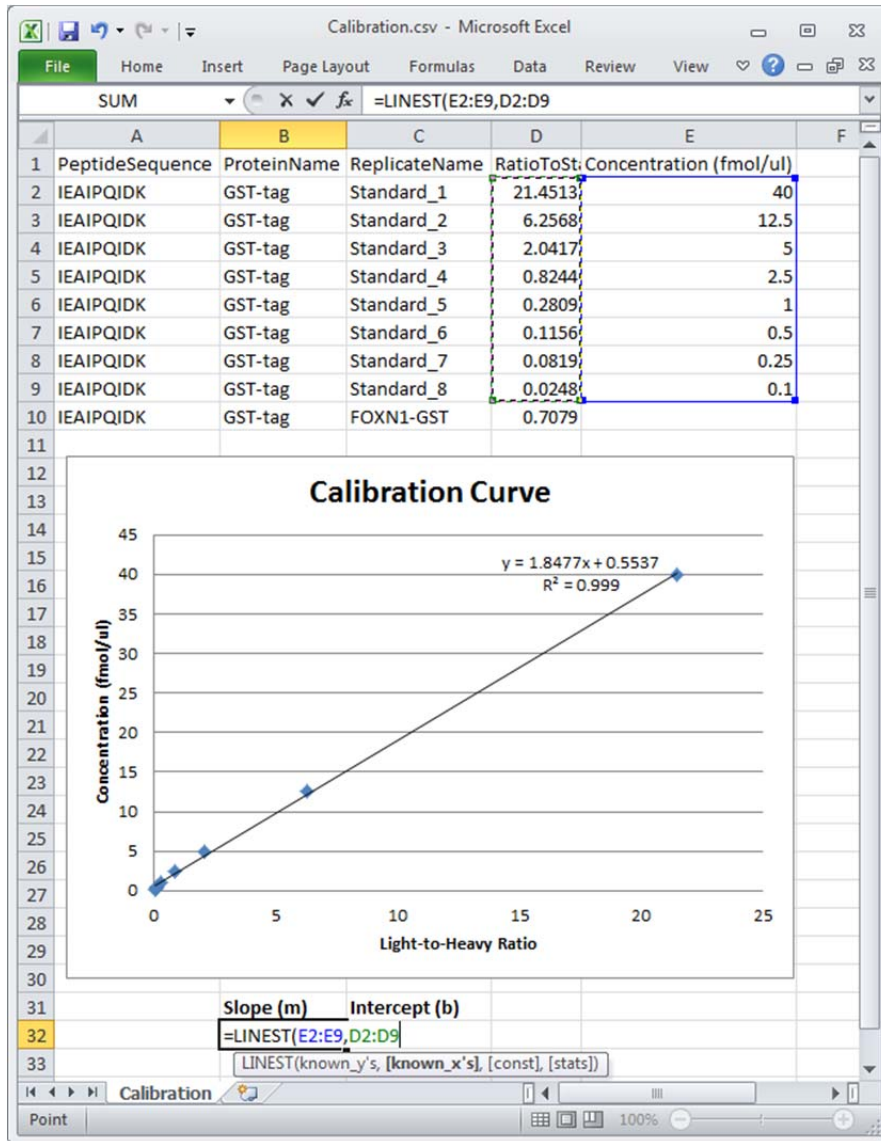 Calibration.csv - Microsoft Excel
File Home Insert Page Layout Formulas Data Review View
SUM fx =LINEST(E2:E9,D2:D9
A B C D E F
1 PeptideSequence ProteinName ReplicateName RatioToSt Concentration (fmol/ul)
2 IEAIPQIDK GST-tag Standard_1 21.4513 40
3 IEAIPQIDK GST-tag Standard_2 6.2568 12.5
4 IEAIPQIDK GST-tag Standard_3 2.0417 5
5 IEAIPQIDK GST-tag Standard_4 0.8244 2.5
6 IEAIPQIDK GST-tag Standard_5 0.2809 1
7 IEAIPQIDK GST-tag Standard_6 0.1156 0.5
8 IEAIPQIDK GST-tag Standard_7 0.0819 0.25
9 IEAIPQIDK GST-tag Standard_8 0.0248 0.1
10 IEAIPQIDK GST-tag FOXN1-GST 0.7079
11
12
13
14
15
16
17
18
19
20
21
22
23
24
25
26
27
28
29
30
Calibration Curve
45
40
35
30
25
20
15
10
5
0
y = 1.8477x + 0.5537
R² = 0.999
Concentration (fmol/ul)
0 5 10 15 20 25
Light-to-Heavy Ratio
31 Slope (m) Intercept (b)
32 =LINEST(E2:E9,D2:D9
33 LINEST(known_y's, [known_x's], [const], [stats])
Calibration
Point 100%